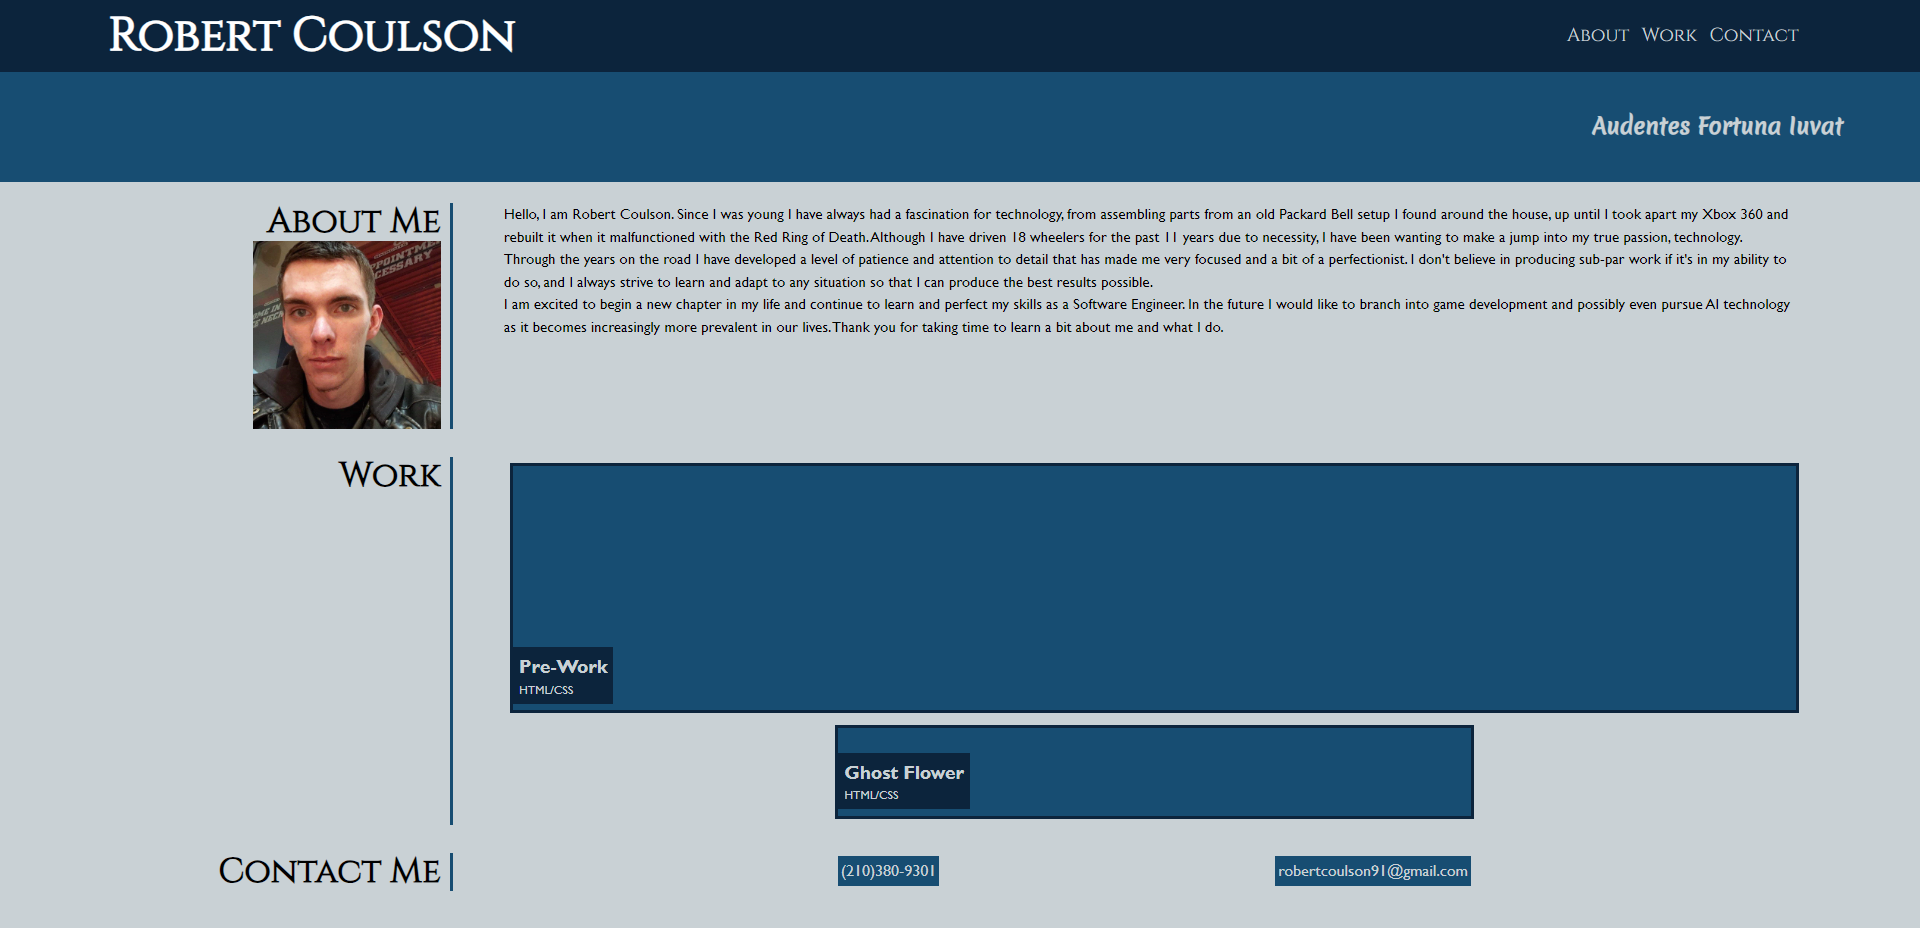 Robert Coulson
About Work Contact
Audentes Fortuna Iuvat
About Me
Hello, I am Robert Coulson. Since I was young I have always had a fascination for technology, from assembling parts from an old Packard Bell setup I found around the house, up until I took apart my Xbox 360 and
rebuilt it when it malfunctioned with the Red Ring of Death. Although I have driven 18 wheelers for the past 11 years due to necessity, I have been wanting to make a jump into my true passion, technology.
Through the years on the road I have developed a level of patience and attention to detail that has made me very focused and a bit of a perfectionist. I don't believe in producing sub-par work if it's in my ability to
do so, and I always strive to learn and adapt to any situation so that I can produce the best results possible.
I am excited to begin a new chapter in my life and continue to learn and perfect my skills as a Software Engineer. In the future I would like to branch into game development and possibly even pursue AI technology
as it becomes increasingly more prevalent in our lives. Thank you for taking time to learn a bit about me and what I do.
Work
Pre-Work
HTML/CSS
Ghost Flower
HTML/CSS
Contact Me
(210)380-9301
robertcoulson91@gmail.com